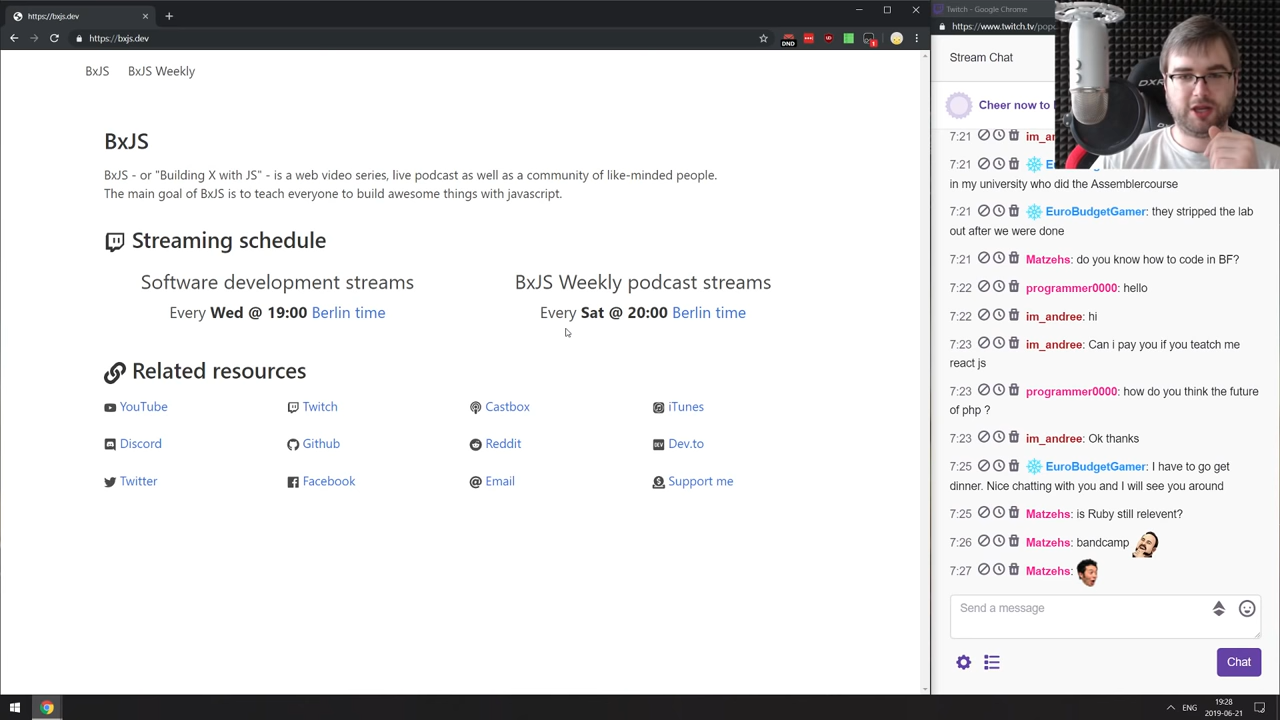 https://bxjs.dev
https://bxjs.dev
DND
BxJS
BxJS Weekly
BxJS
BxJS - or "Building X with JS" - is a web video series, live podcast as well as a community of like-minded people.
The main goal of BxJS is to teach everyone to build awesome things with javascript.
Streaming schedule
Software development streams
Every Wed @ 19:00 Berlin time
BxJS Weekly podcast streams
Every Sat @ 20:00 Berlin time
Related resources
YouTube
Twitch
Castbox
iTunes
Discord
Github
Reddit
Dev.to
Twitter
Facebook
Email
Support me
Twitch - Google Chrome
https://www.twitch.tv/popo
Stream Chat
Cheer now to
7:21 im_an
7:21 E
in my university who did the Assemblercourse
7:21 EuroBudgetGamer: they stripped the lab
out after we were done
7:21 Matzehs: do you know how to code in BF?
7:22 programmer0000: hello
7:22 im_andree: hi
7:23 im_andree: Can i pay you if you teatch me
react js
7:23 programmer0000: how do you think the future
of php ?
7:23 im_andree: Ok thanks
7:25 EuroBudgetGamer: I have to go get
dinner. Nice chatting with you and I will see you around
7:25 Matzehs: is Ruby still relevent?
7:26 Matzehs: bandcamp
7:27 Matzehs:
Send a message
Chat
DXR
ENG
19:28
2019-06-21